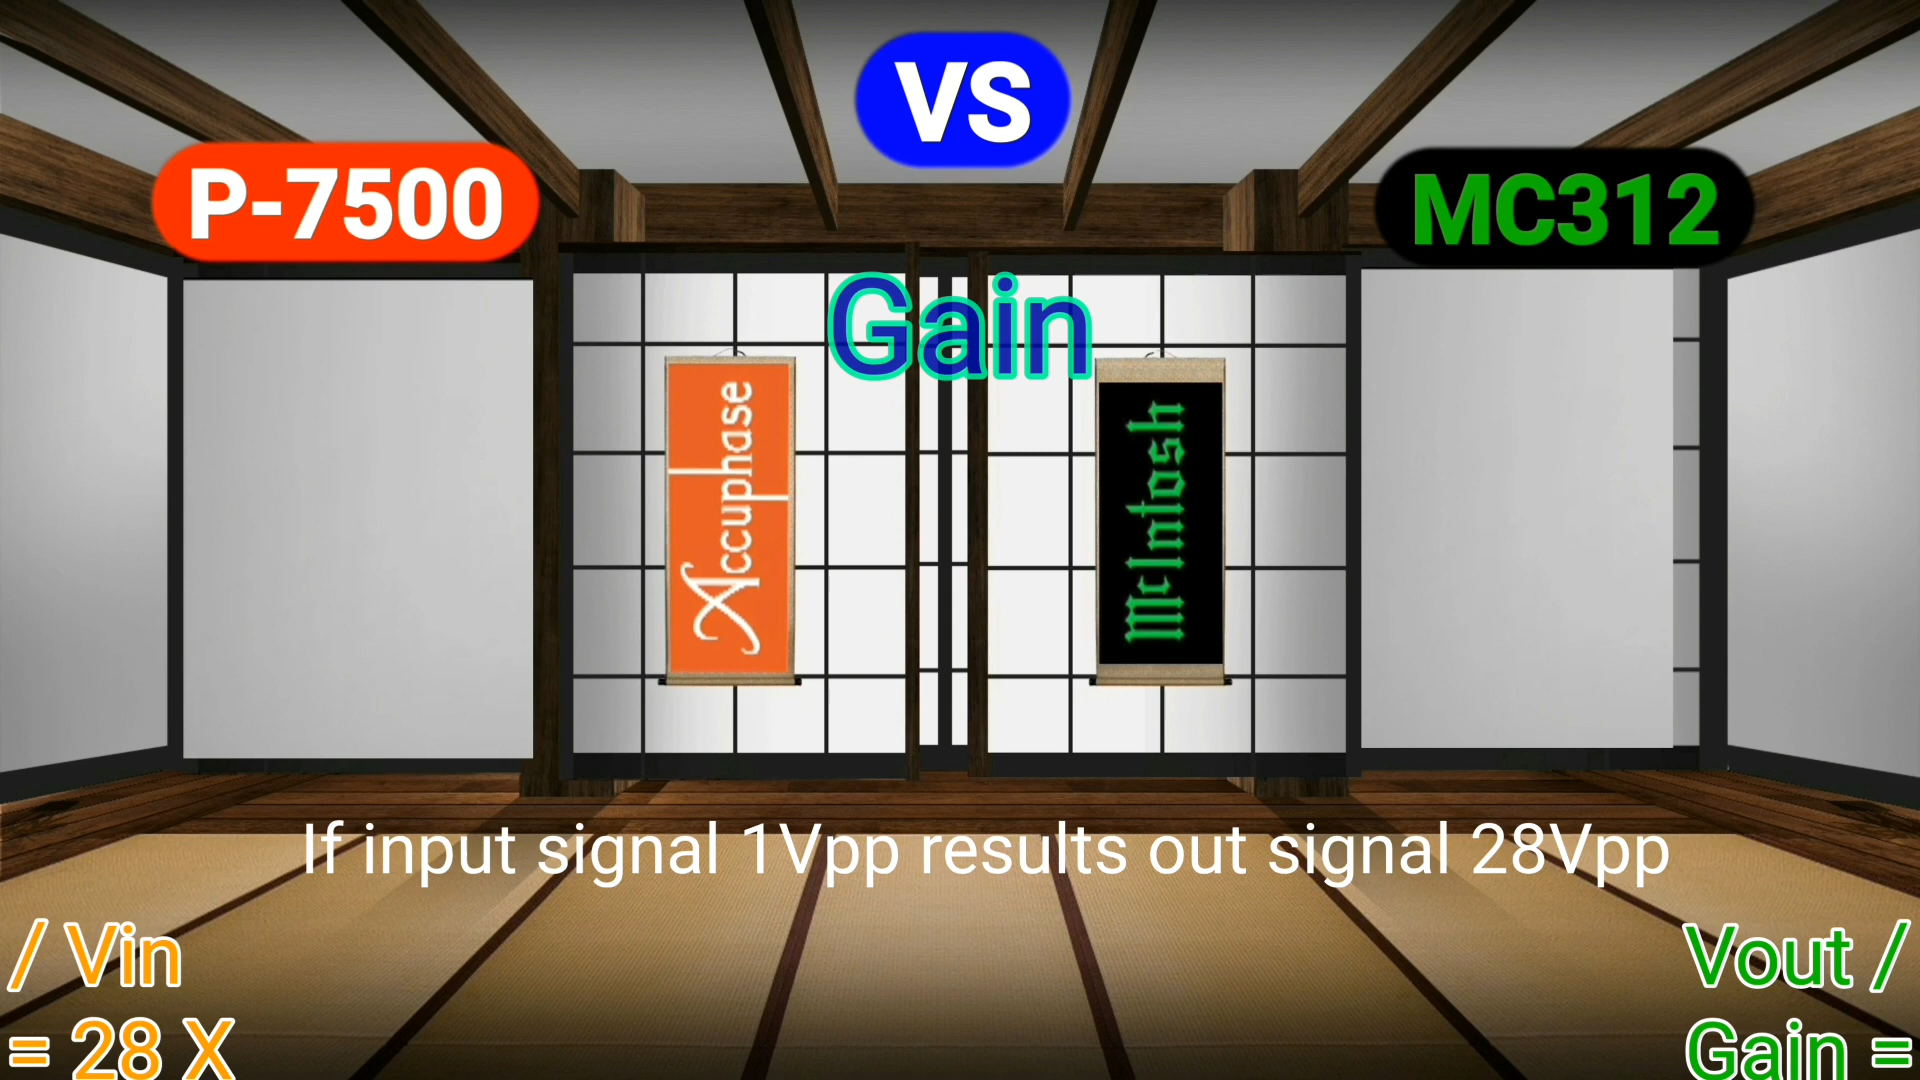 VS
P-7500
MC312
Gain
Accuphase
McIntosh
If input signal 1Vpp results out signal 28Vpp
/ Vin
Vout /
= 28 X
Gain =